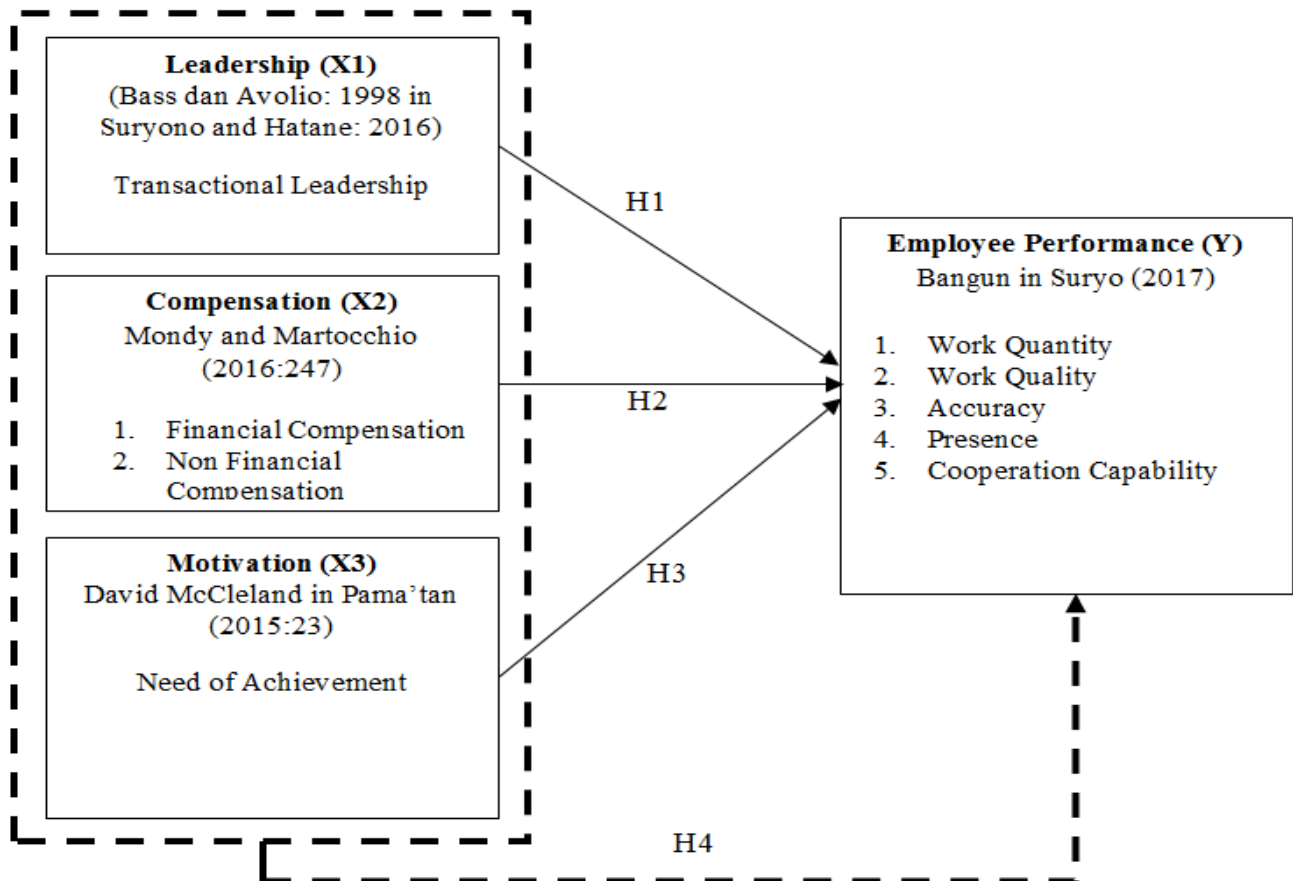 Leadership (X1)
(Bass dan Avolio: 1998 in
Suryono and Hatane: 2016)
Transactional Leadership
H1
Compensation (X2)
Mondy and Martocchio
(2016:247)
1. Financial Compensation
2. Non Financial
Compensation
H2
Motivation (X3)
David McCleland in Pama’tan
(2015:23)
Need of Achievement
H3
Employee Performance (Y)
Bangun in Suryo (2017)
1. Work Quantity
2. Work Quality
3. Accuracy
4. Presence
5. Cooperation Capability
H4